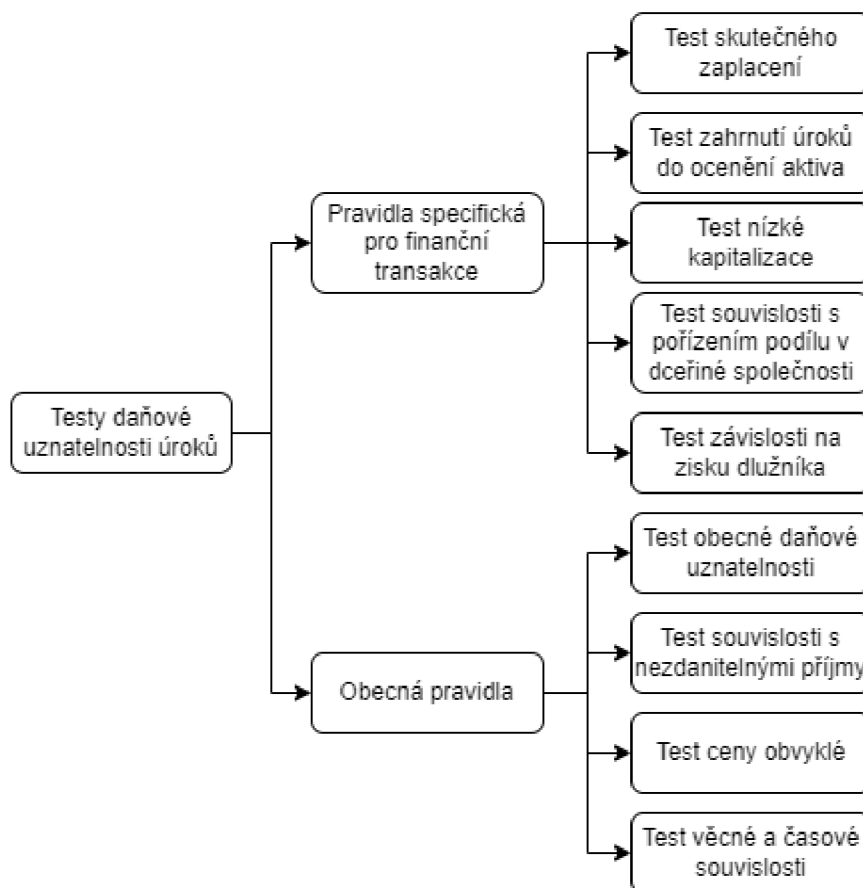 Testy daňové
uznatelnosti úroků
Pravidla specifická
pro finanční
transakce
Test skutečného
zaplacení
Test zahrnutí úroků
do ocenění aktiva
Test nízké
kapitalizace
Test souvislosti s
pořízením podílu v
dceřiné společnosti
Test závislosti na
zisku dlužníka
Obecná pravidla
Test obecné daňové
uznatelnosti
Test souvislosti s
nezdanitelnými příjmy
Test ceny obvyklé
Test věcné a časové
souvislosti